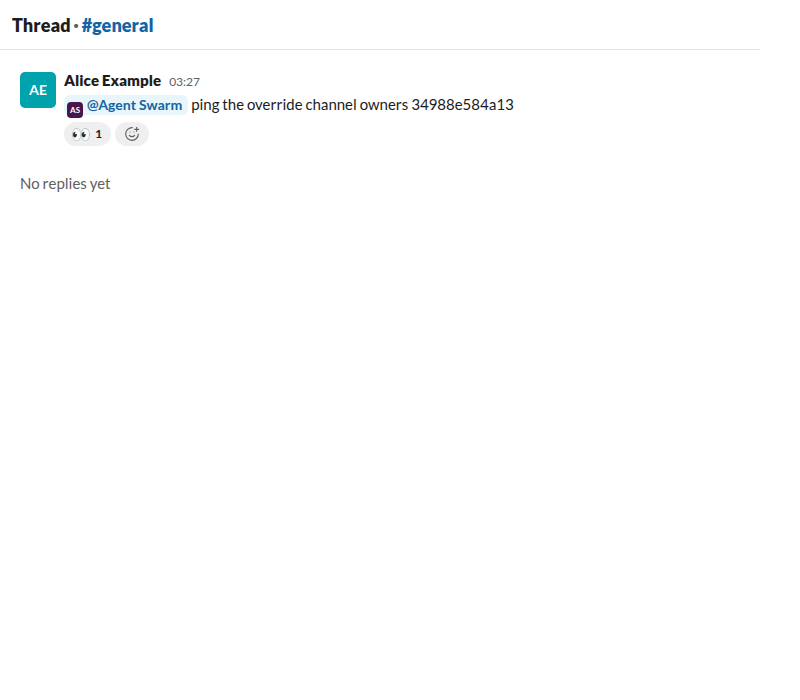 Thread • #general
AE
Alice Example 03:27
AS @Agent Swarm ping the override channel owners 34988e584a13
👀 1
No replies yet